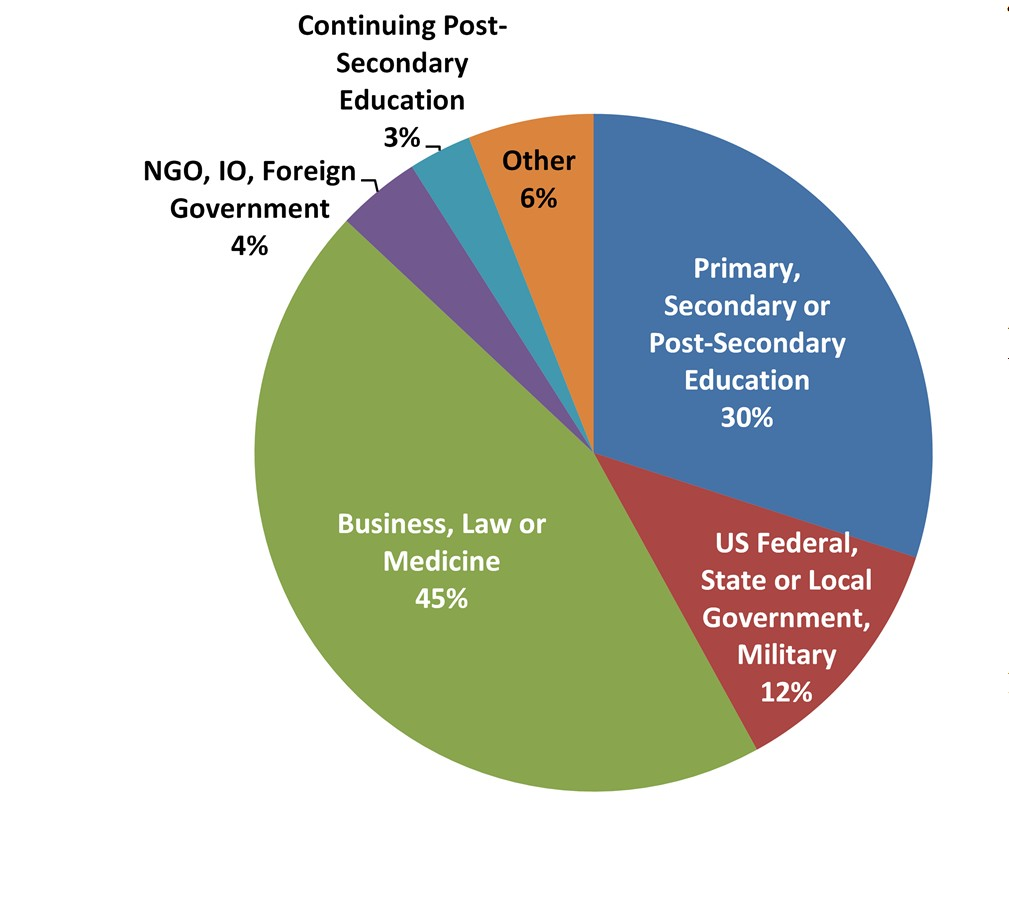 Continuing Post-
Secondary
Education
3%
NGO, IO, Foreign
Government
4%
Other
6%
Primary,
Secondary or
Post-Secondary
Education
30%
US Federal,
State or Local
Government,
Military
12%
Business, Law or
Medicine
45%